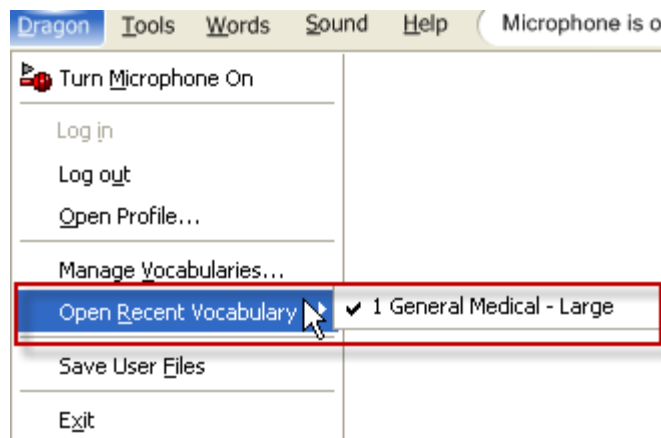 Dragon Tools Words Sound Help Microphone is o
Turn Microphone On
Log in
Log out
Open Profile...
Manage Vocabularies...
Open Recent Vocabulary ✔ 1 General Medical - Large
Save User Files
Exit